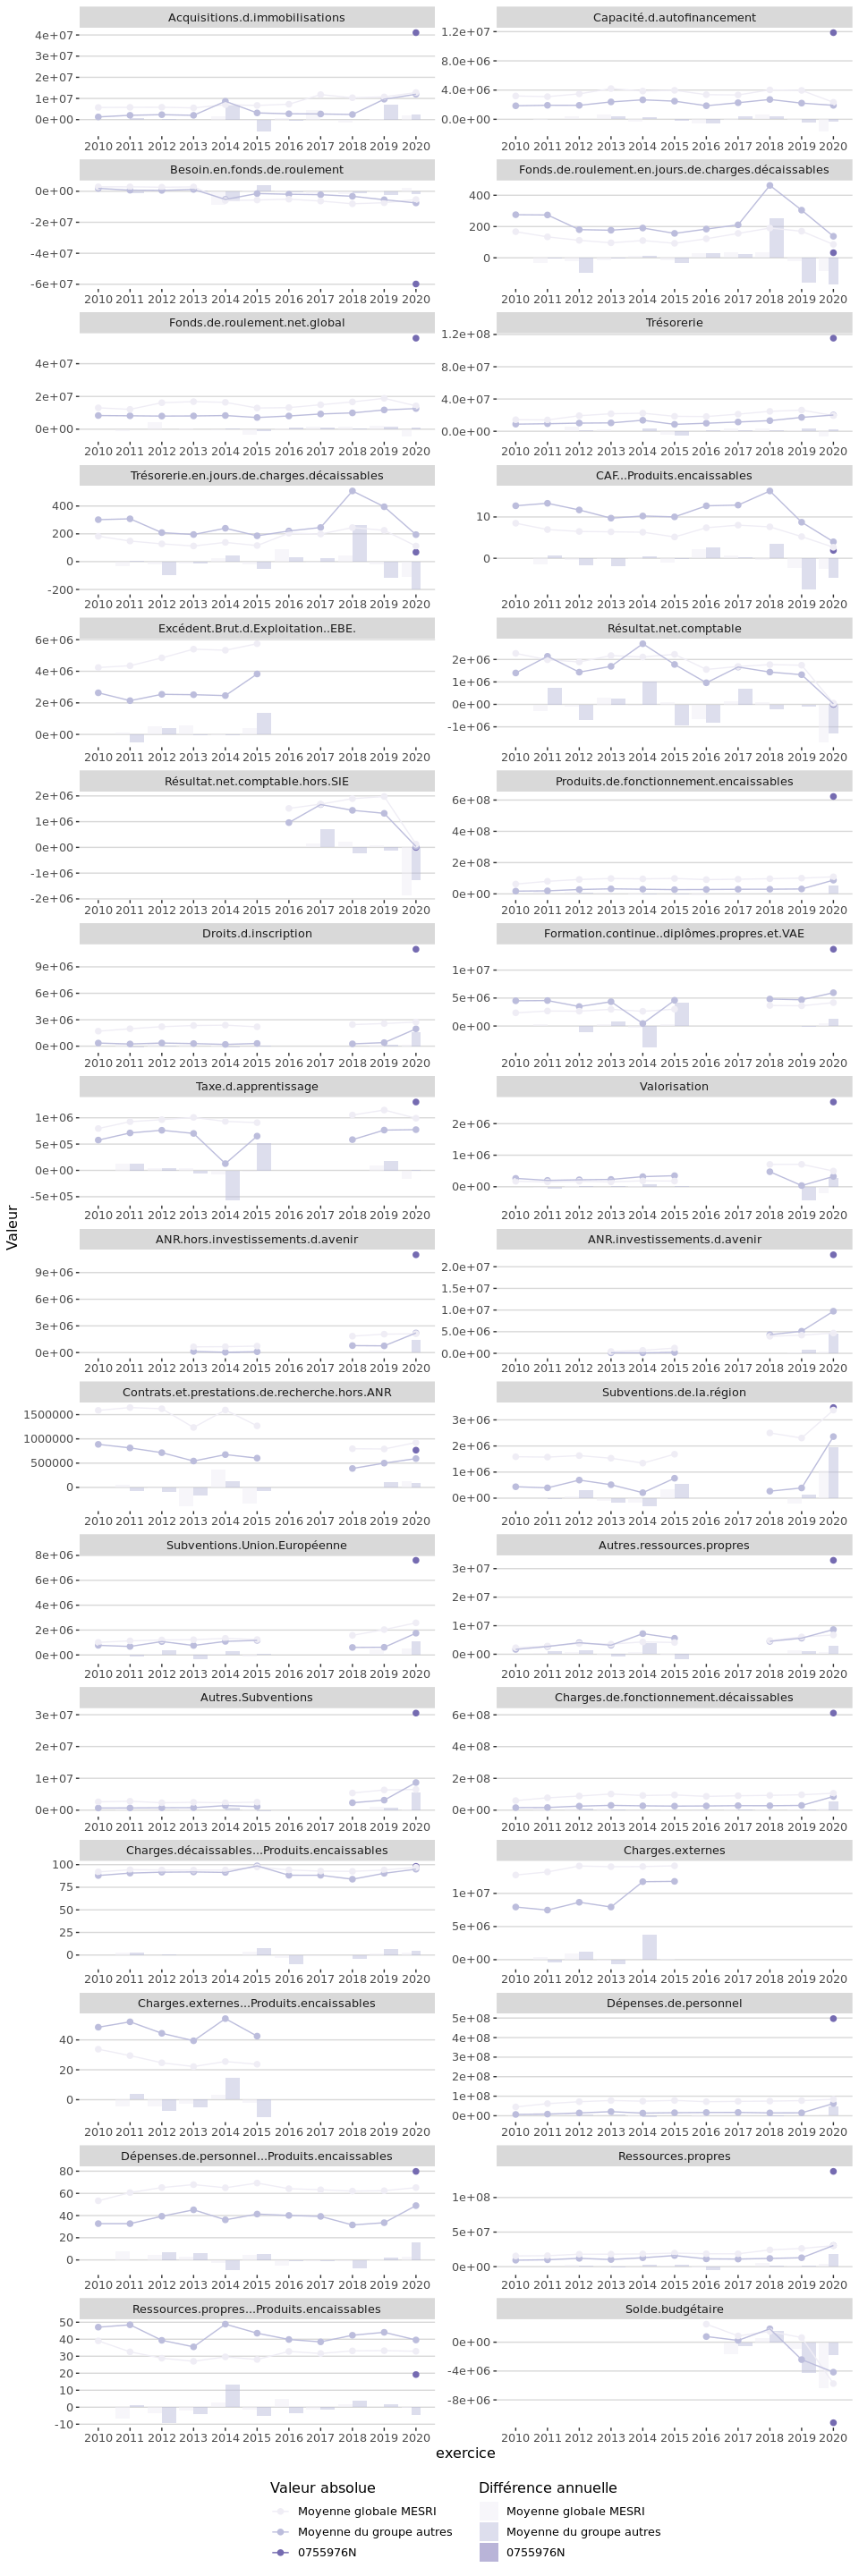 Acquisitions.d.immobilisations
Capacité.d.autofinancement
4e+07
3e+07
2e+07
1e+07
0e+00
1.2e+07
8.0e+06
4.0e+06
0.0e+00
2010 2011 2012 2013 2014 2015 2016 2017 2018 2019 2020
2010 2011 2012 2013 2014 2015 2016 2017 2018 2019 2020
Besoin.en.fonds.de.roulement
Fonds.de.roulement.en.jours.de.charges.décaissables
0e+00
-2e+07
-4e+07
-6e+07
400
200
0
2010 2011 2012 2013 2014 2015 2016 2017 2018 2019 2020
2010 2011 2012 2013 2014 2015 2016 2017 2018 2019 2020
Fonds.de.roulement.net.global
Trésorerie
4e+07
2e+07
0e+00
1.2e+08
8.0e+07
4.0e+07
0.0e+00
2010 2011 2012 2013 2014 2015 2016 2017 2018 2019 2020
2010 2011 2012 2013 2014 2015 2016 2017 2018 2019 2020
Trésorerie.en.jours.de.charges.décaissables
CAF...Produits.encaissables
400
200
0
-200
10
0
2010 2011 2012 2013 2014 2015 2016 2017 2018 2019 2020
2010 2011 2012 2013 2014 2015 2016 2017 2018 2019 2020
Excédent.Brut.d.Exploitation..EBE.
Résultat.net.comptable
6e+06
4e+06
2e+06
0e+00
2e+06
1e+06
0e+00
-1e+06
2010 2011 2012 2013 2014 2015 2016 2017 2018 2019 2020
2010 2011 2012 2013 2014 2015 2016 2017 2018 2019 2020
Résultat.net.comptable.hors.SIE
Produits.de.fonctionnement.encaissables
2e+06
1e+06
0e+00
-1e+06
-2e+06
6e+08
4e+08
2e+08
0e+00
2010 2011 2012 2013 2014 2015 2016 2017 2018 2019 2020
2010 2011 2012 2013 2014 2015 2016 2017 2018 2019 2020
Droits.d.inscription
Formation.continue..diplômes.propres.et.VAE
9e+06
6e+06
3e+06
0e+00
1e+07
5e+06
0e+00
2010 2011 2012 2013 2014 2015 2016 2017 2018 2019 2020
2010 2011 2012 2013 2014 2015 2016 2017 2018 2019 2020
Taxe.d.apprentissage
Valorisation
1e+06
5e+05
0e+00
-5e+05
2e+06
1e+06
0e+00
2010 2011 2012 2013 2014 2015 2016 2017 2018 2019 2020
2010 2011 2012 2013 2014 2015 2016 2017 2018 2019 2020
Valeur
ANR.hors.investissements.d.avenir
ANR.investissements.d.avenir
9e+06
6e+06
3e+06
0e+00
2.0e+07
1.5e+07
1.0e+07
5.0e+06
0.0e+00
2010 2011 2012 2013 2014 2015 2016 2017 2018 2019 2020
2010 2011 2012 2013 2014 2015 2016 2017 2018 2019 2020
Contrats.et.prestations.de.recherche.hors.ANR
Subventions.de.la.région
1500000
1000000
500000
0
3e+06
2e+06
1e+06
0e+00
2010 2011 2012 2013 2014 2015 2016 2017 2018 2019 2020
2010 2011 2012 2013 2014 2015 2016 2017 2018 2019 2020
Subventions.Union.Européenne
Autres.ressources.propres
8e+06
6e+06
4e+06
2e+06
0e+00
3e+07
2e+07
1e+07
0e+00
2010 2011 2012 2013 2014 2015 2016 2017 2018 2019 2020
2010 2011 2012 2013 2014 2015 2016 2017 2018 2019 2020
Autres.Subventions
Charges.de.fonctionnement.décaissables
3e+07
2e+07
1e+07
0e+00
6e+08
4e+08
2e+08
0e+00
2010 2011 2012 2013 2014 2015 2016 2017 2018 2019 2020
2010 2011 2012 2013 2014 2015 2016 2017 2018 2019 2020
Charges.décaissables...Produits.encaissables
Charges.externes
100
75
50
25
0
1e+07
5e+06
0e+00
2010 2011 2012 2013 2014 2015 2016 2017 2018 2019 2020
2010 2011 2012 2013 2014 2015 2016 2017 2018 2019 2020
Charges.externes...Produits.encaissables
Dépenses.de.personnel
40
20
0
5e+08
4e+08
3e+08
2e+08
1e+08
0e+00
2010 2011 2012 2013 2014 2015 2016 2017 2018 2019 2020
2010 2011 2012 2013 2014 2015 2016 2017 2018 2019 2020
Dépenses.de.personnel...Produits.encaissables
Ressources.propres
80
60
40
20
0
1e+08
5e+07
0e+00
2010 2011 2012 2013 2014 2015 2016 2017 2018 2019 2020
2010 2011 2012 2013 2014 2015 2016 2017 2018 2019 2020
Ressources.propres...Produits.encaissables
Solde.budgétaire
50
40
30
20
10
0
-10
0e+00
-4e+06
-8e+06
2010 2011 2012 2013 2014 2015 2016 2017 2018 2019 2020
2010 2011 2012 2013 2014 2015 2016 2017 2018 2019 2020
exercice
Valeur absolue
Moyenne globale MESRI
Moyenne du groupe autres
0755976N
Différence annuelle
Moyenne globale MESRI
Moyenne du groupe autres
0755976N